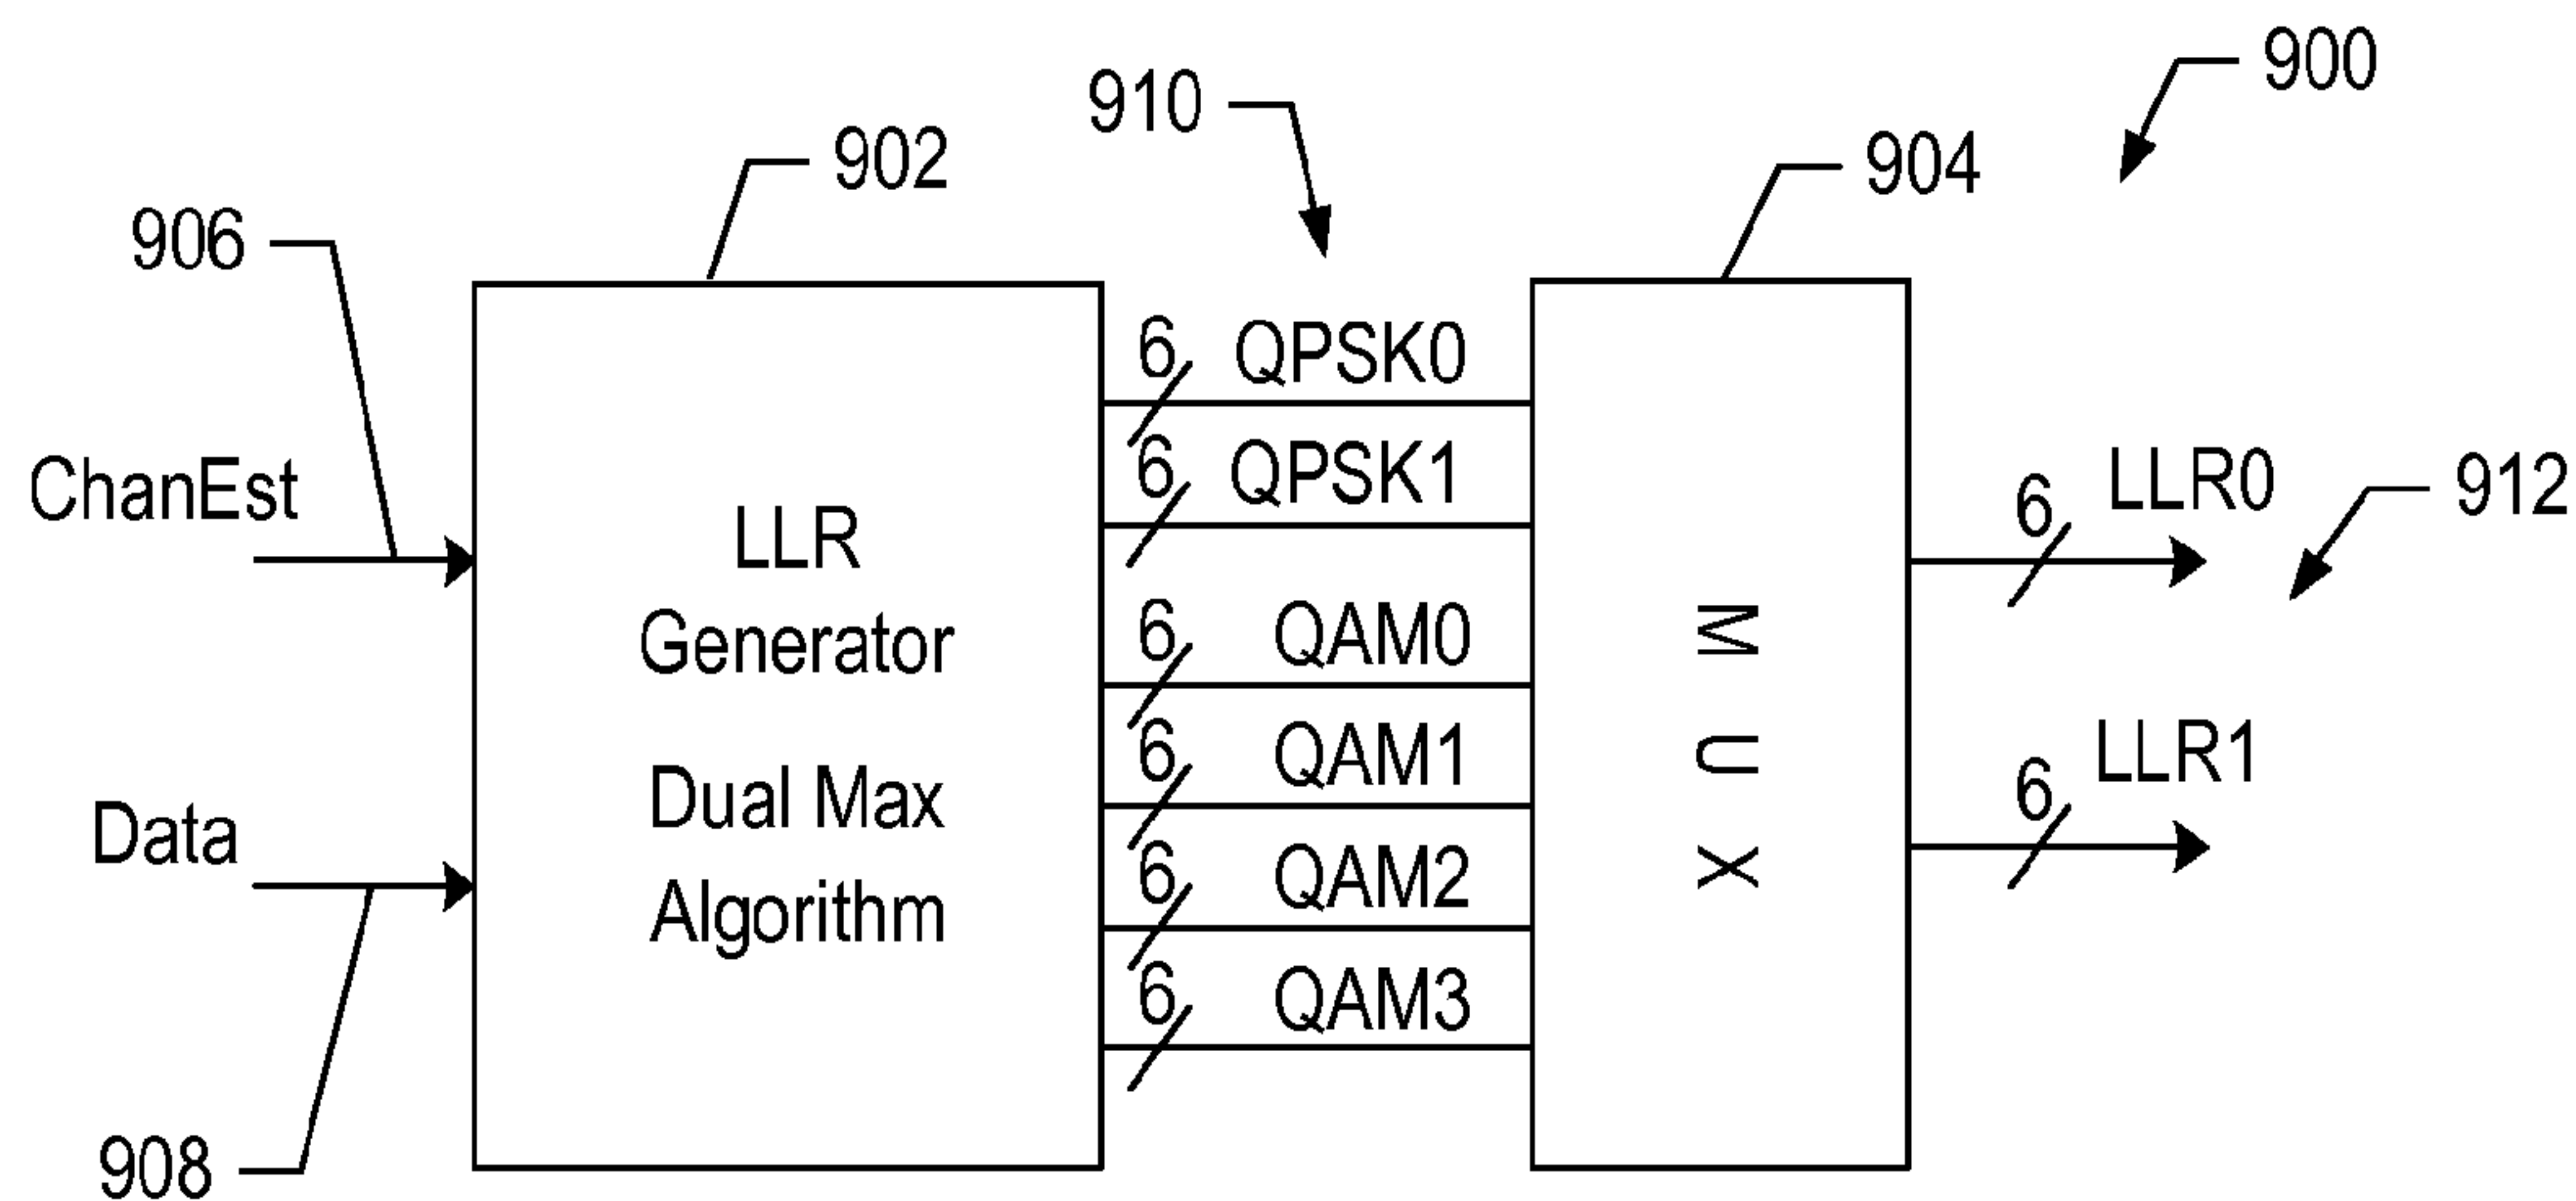 900
910
902
904
906
6 QPSK0
6 QPSK1
ChanEst
LLR
Generator
Dual Max
Algorithm
6 LLR0
912
6 QAM0
MUX
6 QAM1
6 LLR1
Data
6 QAM2
6 QAM3
908